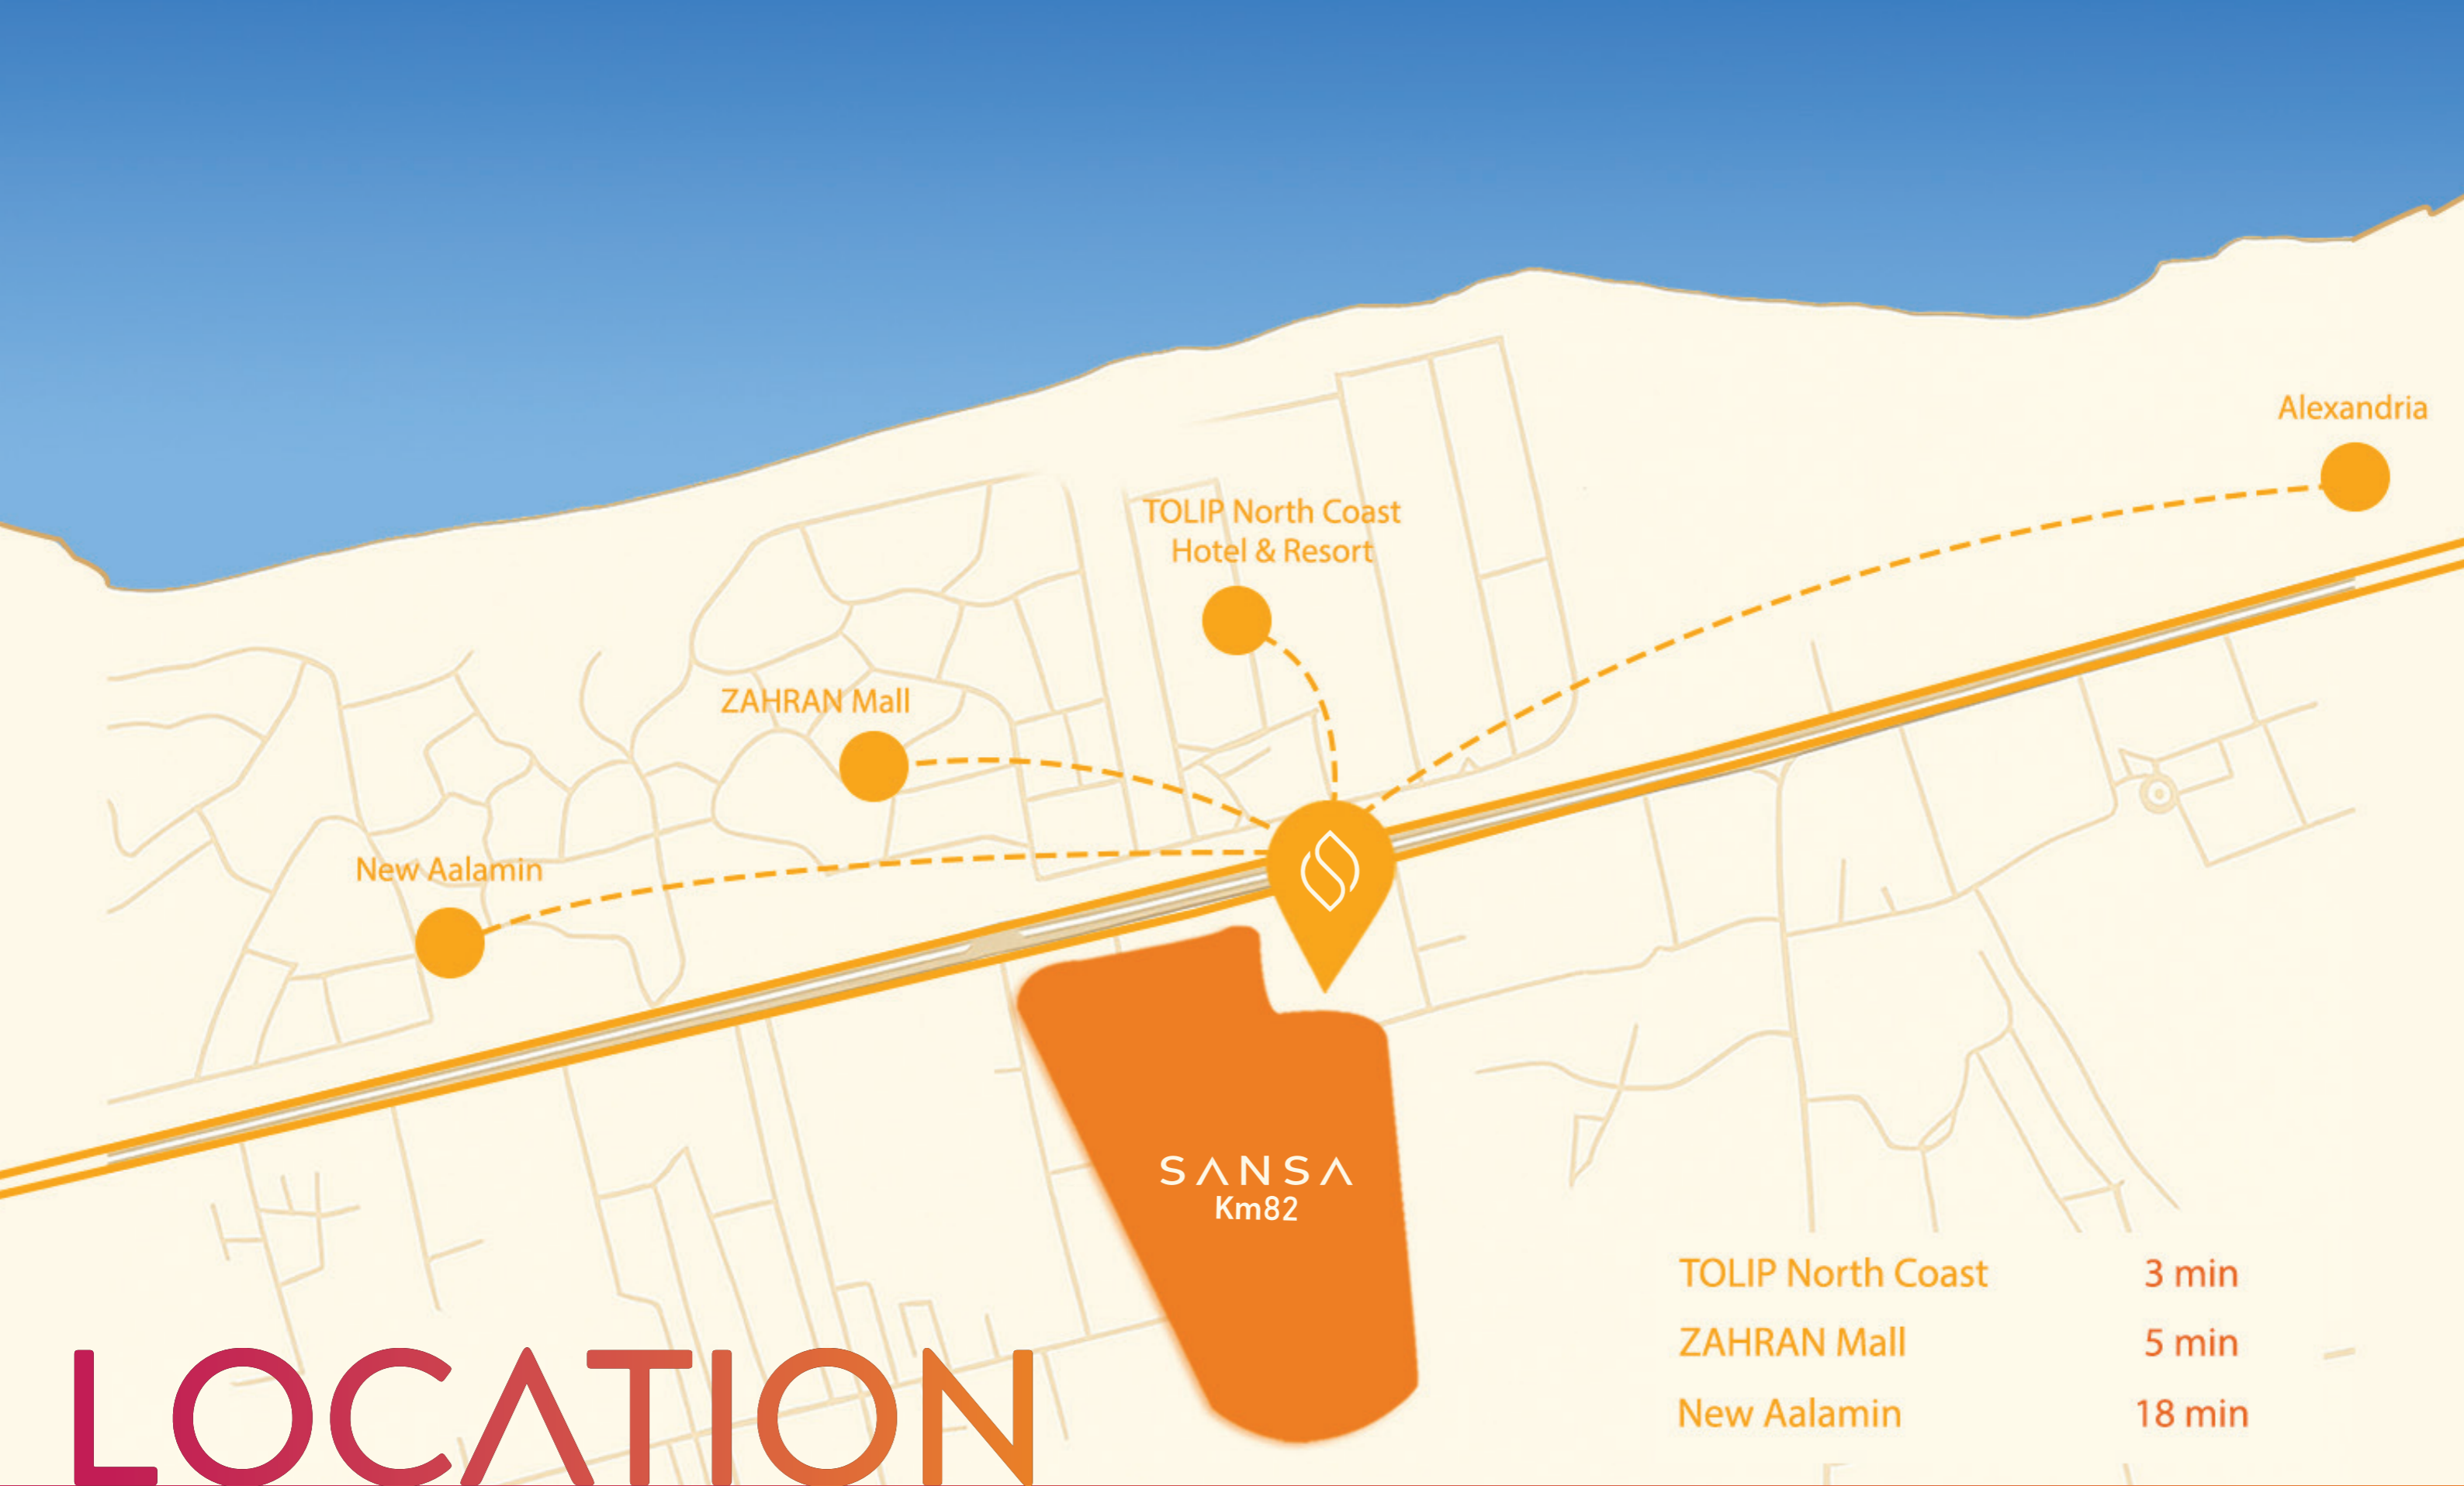 Alexandria
TOLIP North Coast
Hotel & Resort
ZAHRAN Mall
New Aalamin
SANSA
Km82
TOLIP North Coast 3 min
ZAHRAN Mall 5 min
New Aalamin 18 min
LOCATION